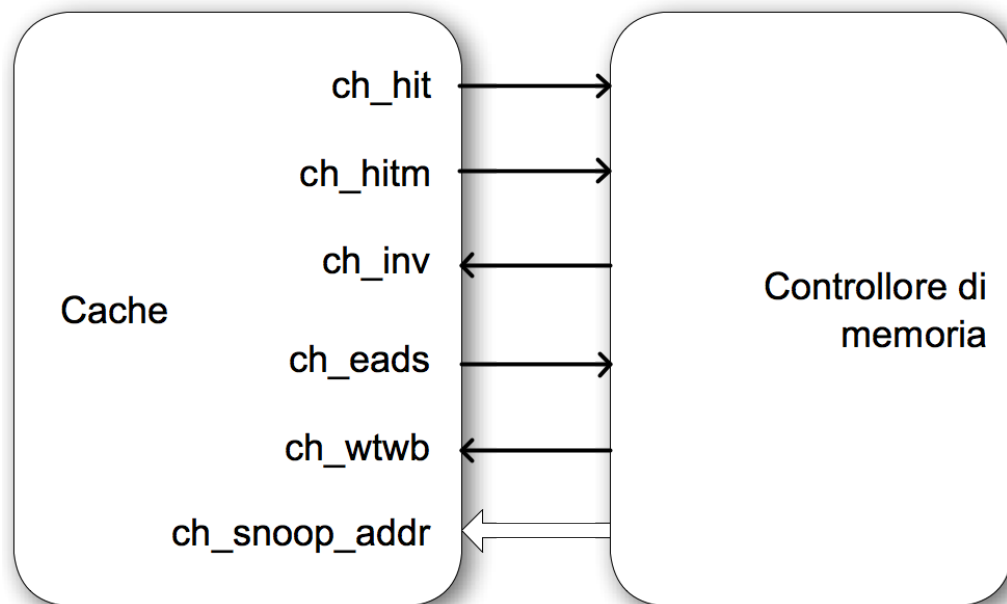 ch_hit
ch_hitm
ch_inv
Cache
ch_eads
ch_wtwb
ch_snoop_addr
Controllore di
memoria